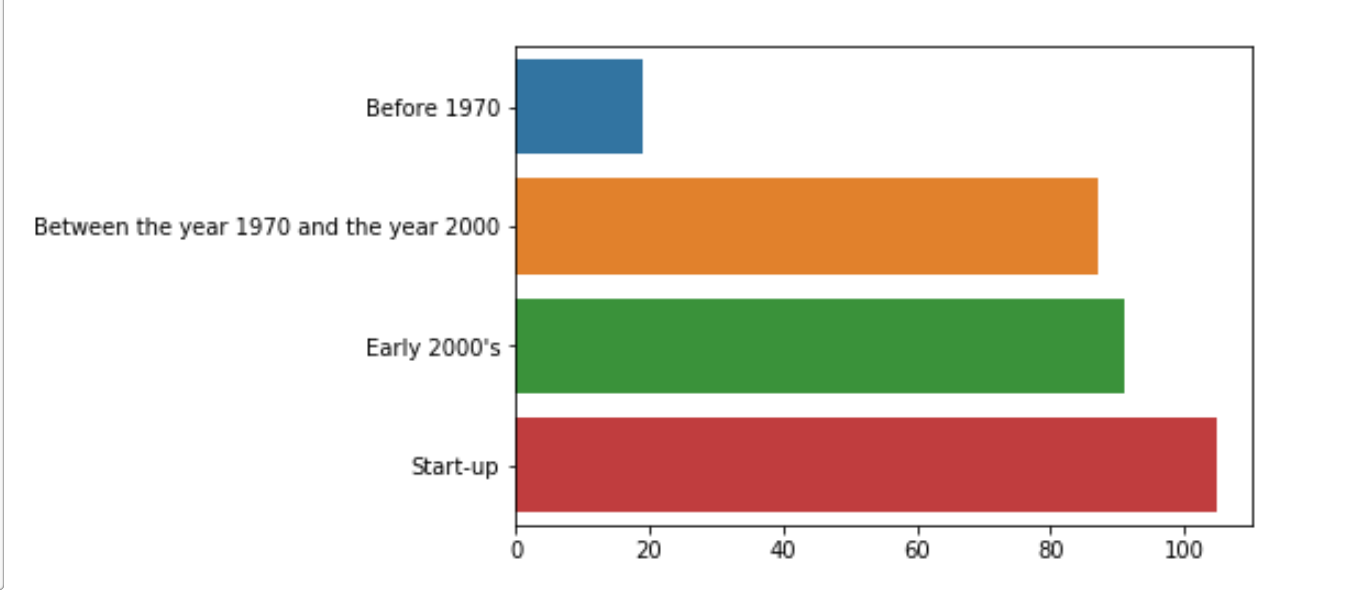 Before 1970
Between the year 1970 and the year 2000
Early 2000's
Start-up
0 20 40 60 80 100